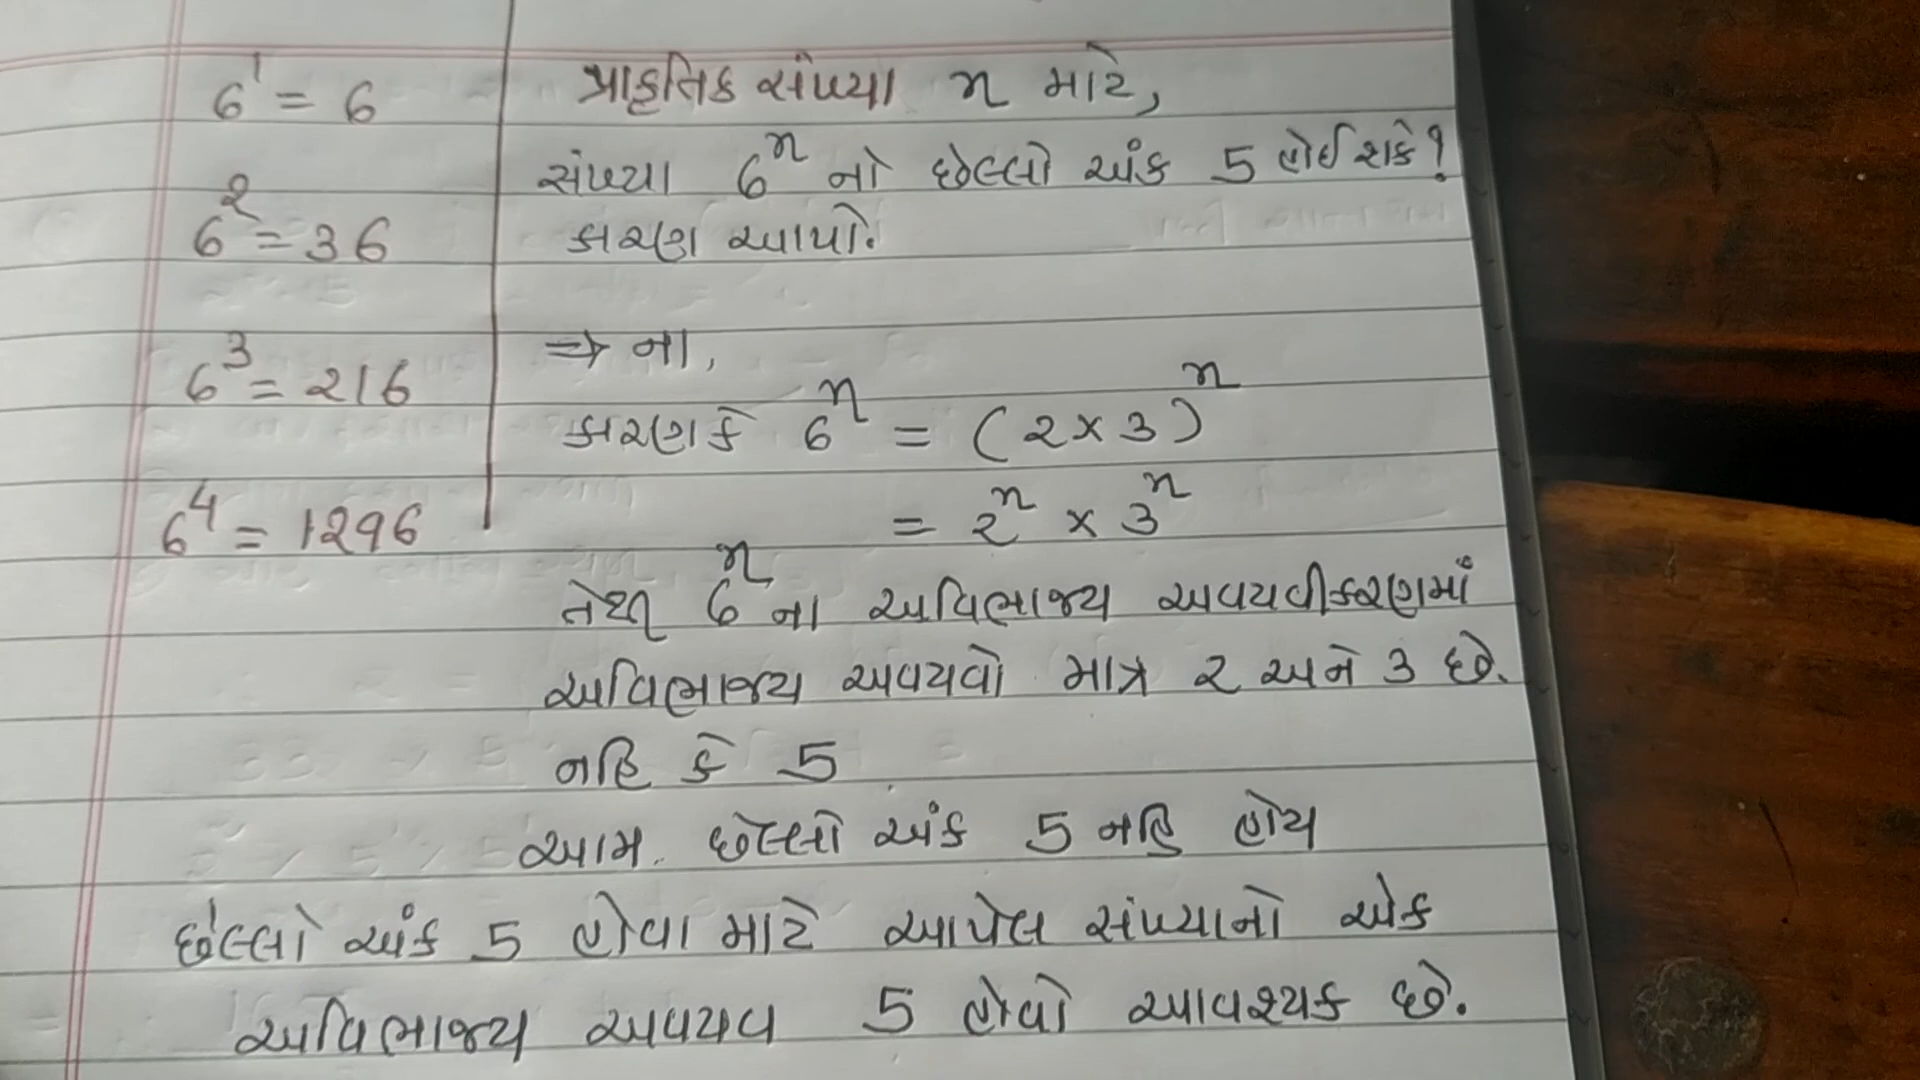 6¹ = 6
6² = 36
6³ = 216
6⁴ = 1296
પ્રાકૃતિક સંખ્યા n માટે,
સંખ્યા 6ⁿ નો છેલ્લો અંક 5 હોઈ શકે?
કારણ આપો.
⇒ ના,
કારણ કે 6ⁿ = (2×3)ⁿ
= 2ⁿ × 3ⁿ
તેથી 6ⁿ ના અવિભાજ્ય અવયવીકરણમાં
અવિભાજ્ય અવયવો માત્ર 2 અને 3 છે.
નહિ કે 5
આમ. છેલ્લો અંક 5 નહિ હોય
છેલ્લો અંક 5 હોવા માટે આપેલ સંખ્યાનો એક
અવિભાજ્ય અવયવ 5 હોવો આવશ્યક છે.